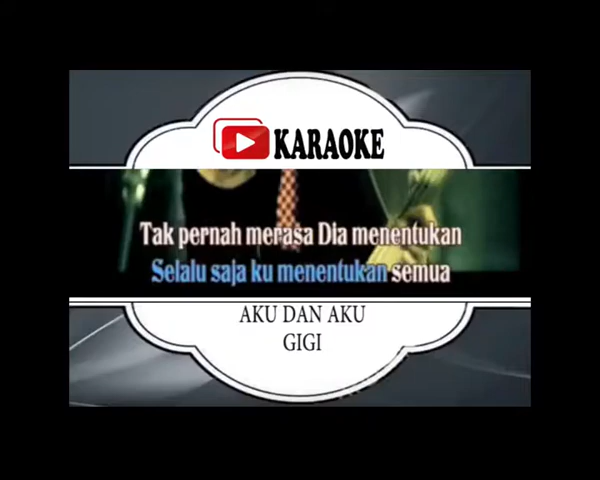 KARAOKE
Tak pernah merasa Dia menentukan
Selalu saja ku menentukan semua
AKU DAN AKU
GIGI